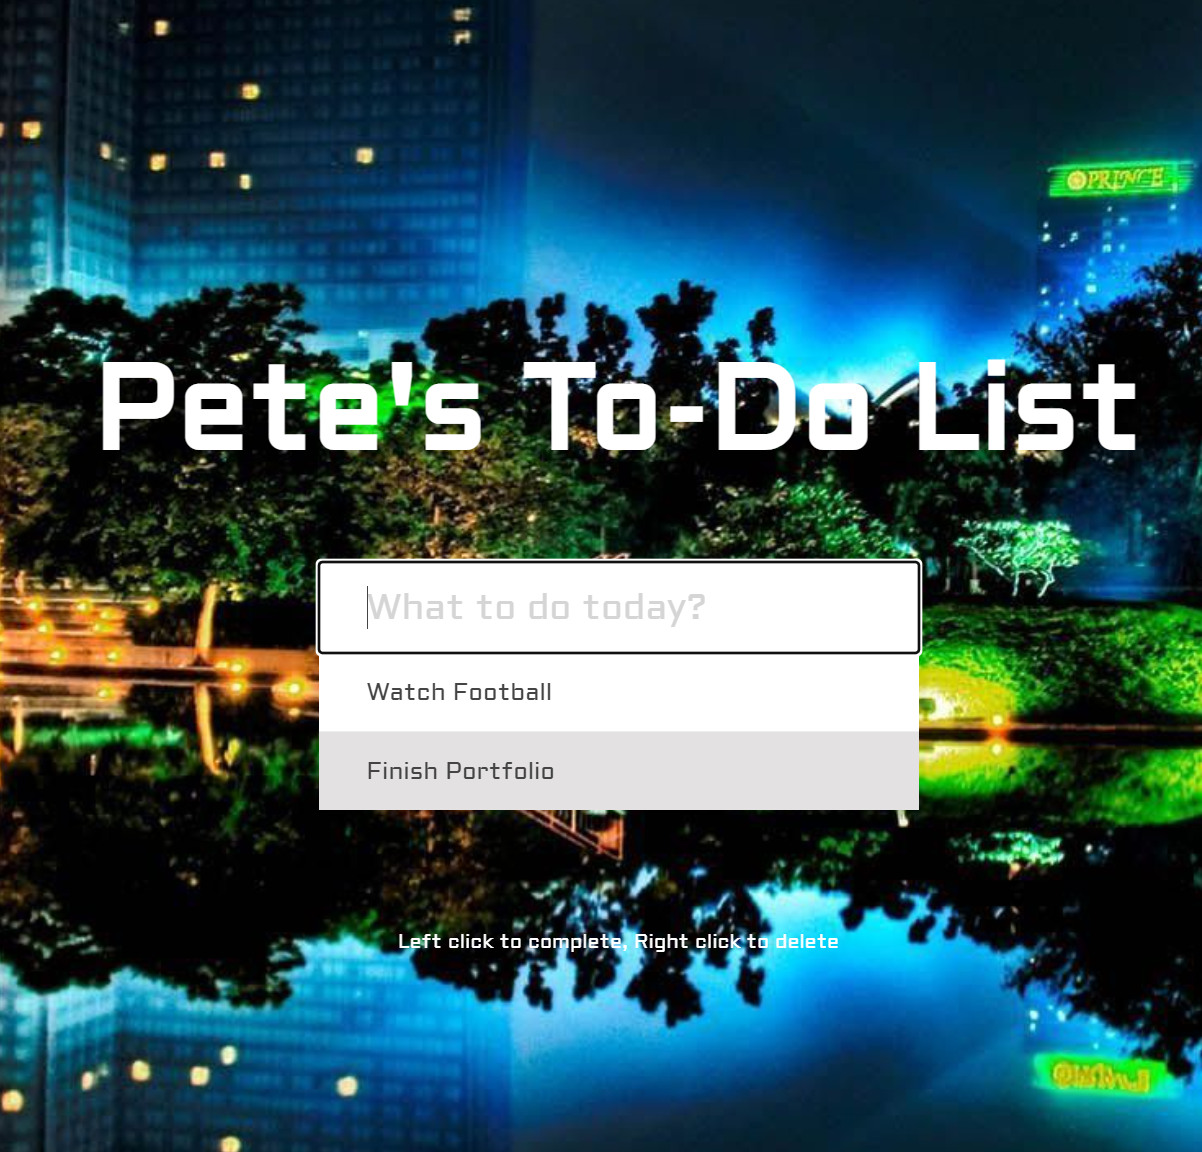 PRINCE
Pete's To-Do List
What to do today?
Watch Football
Finish Portfolio
Left click to complete, Right click to delete